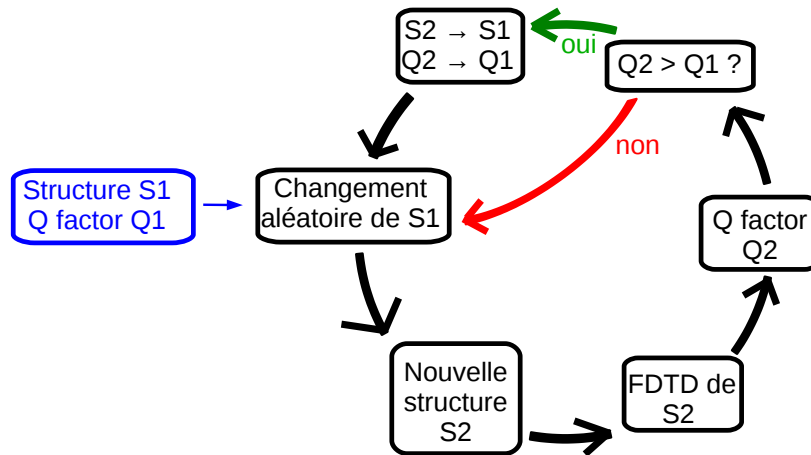 S2 → S1
Q2 → Q1
oui
Q2 > Q1 ?
non
Structure S1
Q factor Q1
Changement
aléatoire de S1
Q factor
Q2
Nouvelle
structure
S2
FDTD de
S2